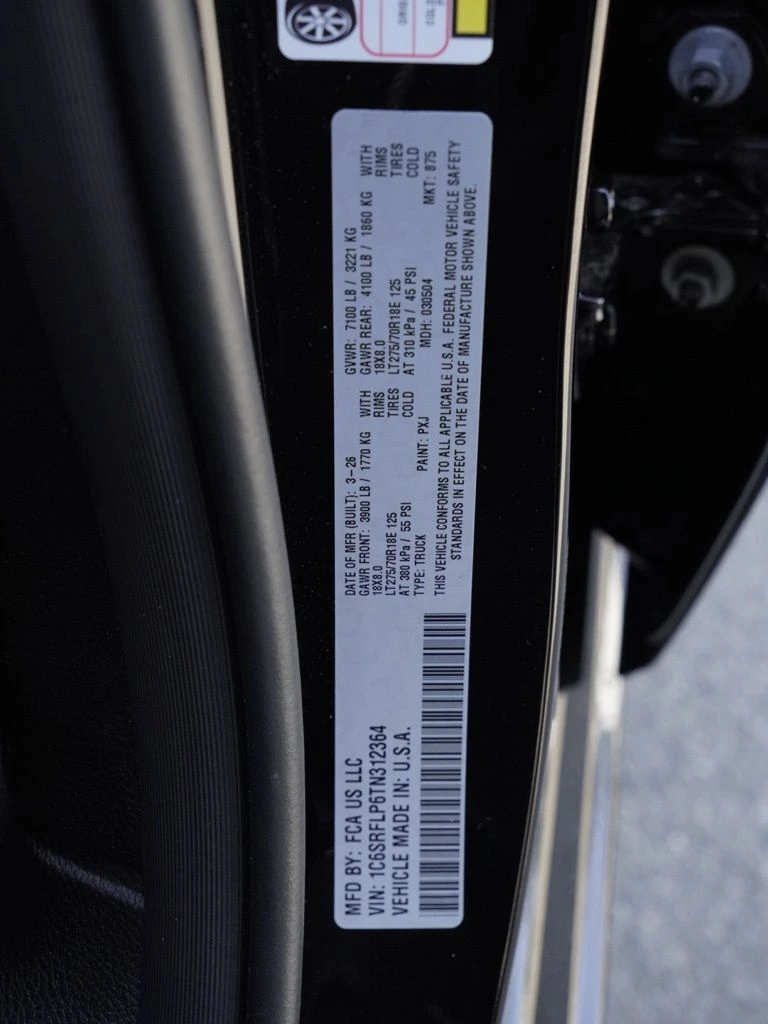 MFD BY: FCA US LLC
VIN: 1C6SRFLP6TN312364
VEHICLE MADE IN: U.S.A.
DATE OF MFR (BUILT): 3-26 GVWR: 7100 LB / 3221 KG
GAWR FRONT: 3900 LB / 1770 KG WITH GAWR REAR: 4100 LB / 1860 KG WITH
18X8.0 RIMS 18X8.0 RIMS
LT275/70R18E 125 TIRES LT275/70R18E 125 TIRES
AT 380 kPa / 55 PSI COLD AT 310 kPa / 45 PSI COLD
TYPE: TRUCK PAINT: PXJ MDH: 030504 MKT: 875
THIS VEHICLE CONFORMS TO ALL APPLICABLE U.S.A. FEDERAL MOTOR VEHICLE SAFETY
STANDARDS IN EFFECT ON THE DATE OF MANUFACTURE SHOWN ABOVE.